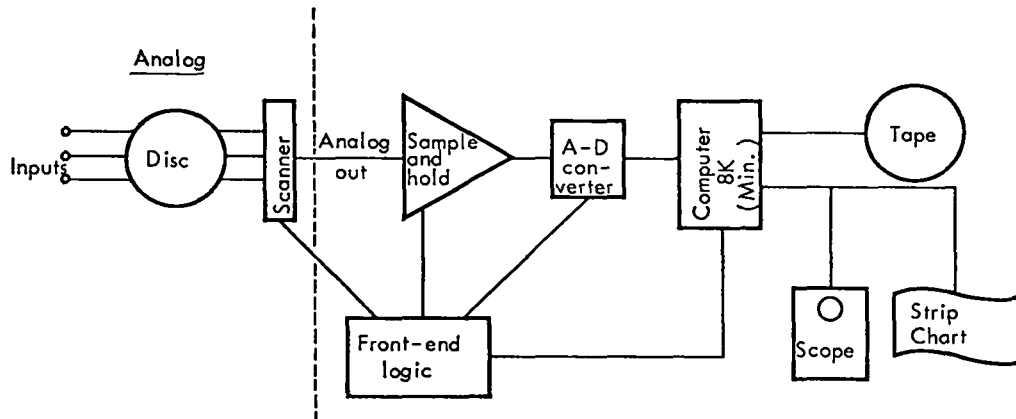 Analog
Inputs
Disc
Scanner
Analog
out
Sample
and
hold
A-D
con-
verter
Computer
8K
(Min.)
Tape
Front-end
logic
Scope
Strip
Chart